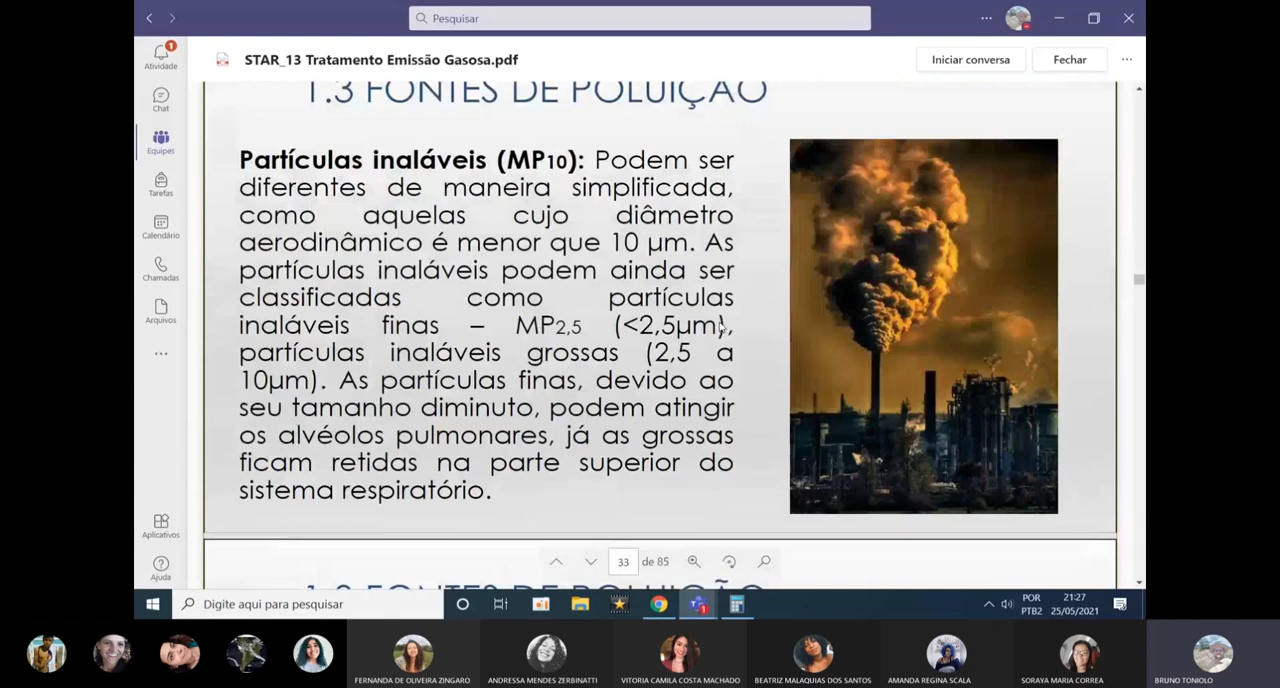 Pesquisar
1
Atividade
Chat
Equipes
Tarefas
Calendário
Chamadas
Arquivos
Aplicativos
Ajuda
STAR_13 Tratamento Emissão Gasosa.pdf
Iniciar conversa
Fechar
1.3 FONTES DE POLUIÇÃO
Partículas inaláveis (MP10): Podem ser
diferentes de maneira simplificada,
como aquelas cujo diâmetro
aerodinâmico é menor que 10 µm. As
partículas inaláveis podem ainda ser
classificadas como partículas
inaláveis finas – MP2,5 (<2,5µm),
partículas inaláveis grossas (2,5 a
10µm). As partículas finas, devido ao
seu tamanho diminuto, podem atingir
os alvéolos pulmonares, já as grossas
ficam retidas na parte superior do
sistema respiratório.
33 de 85
1.3 FONTES DE POLUIÇÃO
Digite aqui para pesquisar
1
POR
PTB2
21:27
25/05/2021
FERNANDA DE OLIVEIRA ZINGARO
ANDRESSA MENDES ZERBINATTI
VITORIA CAMILA COSTA MACHADO
BEATRIZ MALAQUIAS DOS SANTOS
AMANDA REGINA SCALA
SORAYA MARIA CORREA
BRUNO TONIOLO